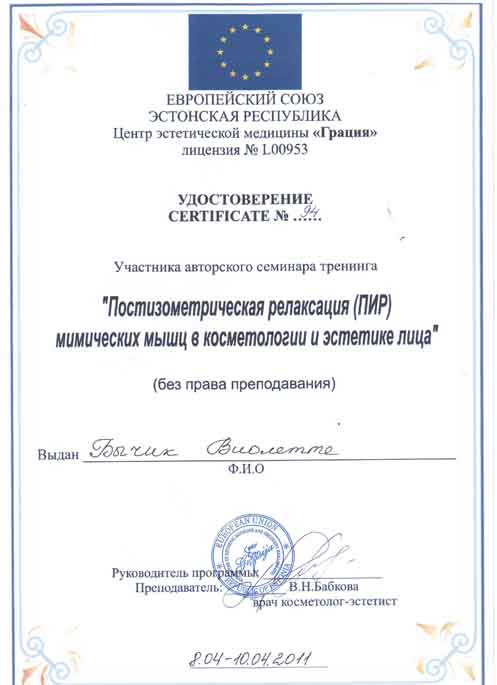 ЕВРОПЕЙСКИЙ СОЮЗ
ЭСТОНСКАЯ РЕСПУБЛИКА
Центр эстетической медицины «Грация»
лицензия № L00953
УДОСТОВЕРЕНИЕ
CERTIFICATE № ...... 94
Участника авторского семинара тренинга
"Постизометрическая релаксация (ПИР)
мимических мышц в косметологии и эстетике лица"
(без права преподавания)
Выдан Бычик Виолетте
Ф.И.О
EUROPEAN UNION
Руководитель программы
Преподаватель: В.Н.Бабкова
врач косметолог-эстетист
8.04-10.04.2011